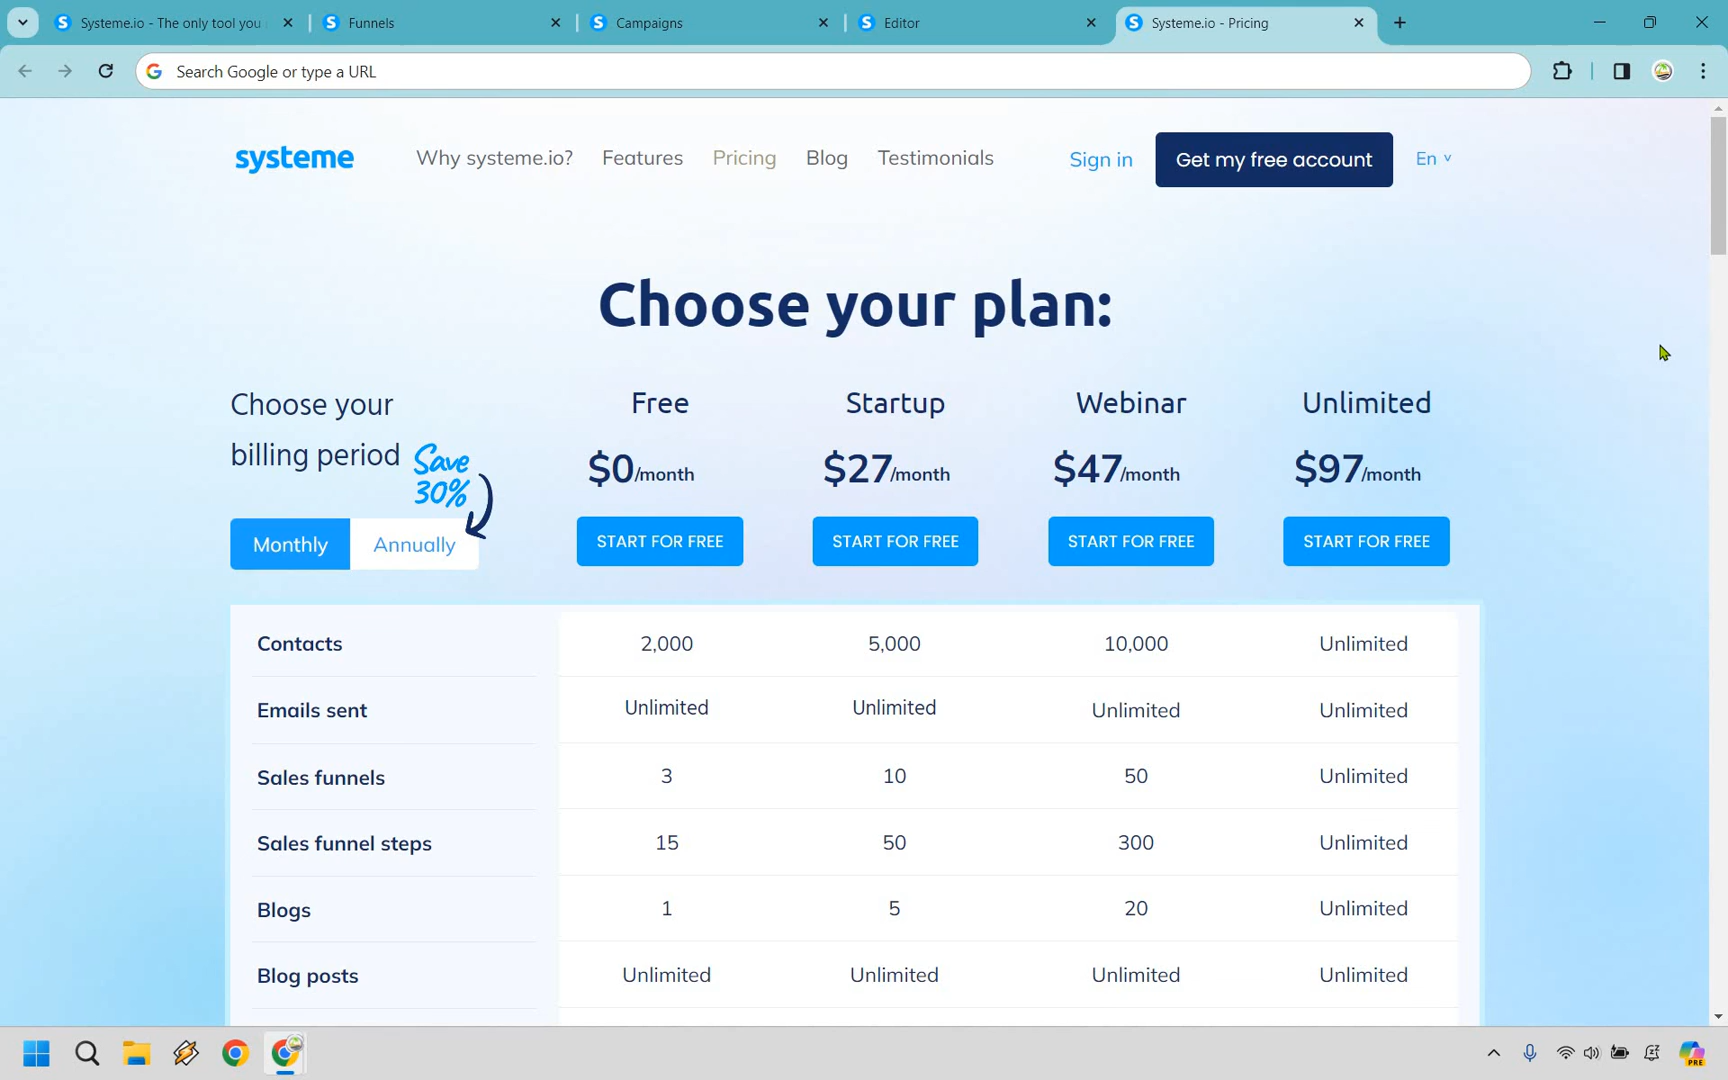 Systeme.io - The only tool you
Funnels
Campaigns
Editor
Systeme.io - Pricing
Search Google or type a URL
systeme
Why systeme.io?
Features
Pricing
Blog
Testimonials
Sign in
Get my free account
En
Choose your plan:
Choose your
billing period
Save
30%
Monthly
Annually
Free
Startup
Webinar
Unlimited
$0/month
$27/month
$47/month
$97/month
START FOR FREE
START FOR FREE
START FOR FREE
START FOR FREE
Contacts 2,000 5,000 10,000 Unlimited
Emails sent Unlimited Unlimited Unlimited Unlimited
Sales funnels 3 10 50 Unlimited
Sales funnel steps 15 50 300 Unlimited
Blogs 1 5 20 Unlimited
Blog posts Unlimited Unlimited Unlimited Unlimited
PRE